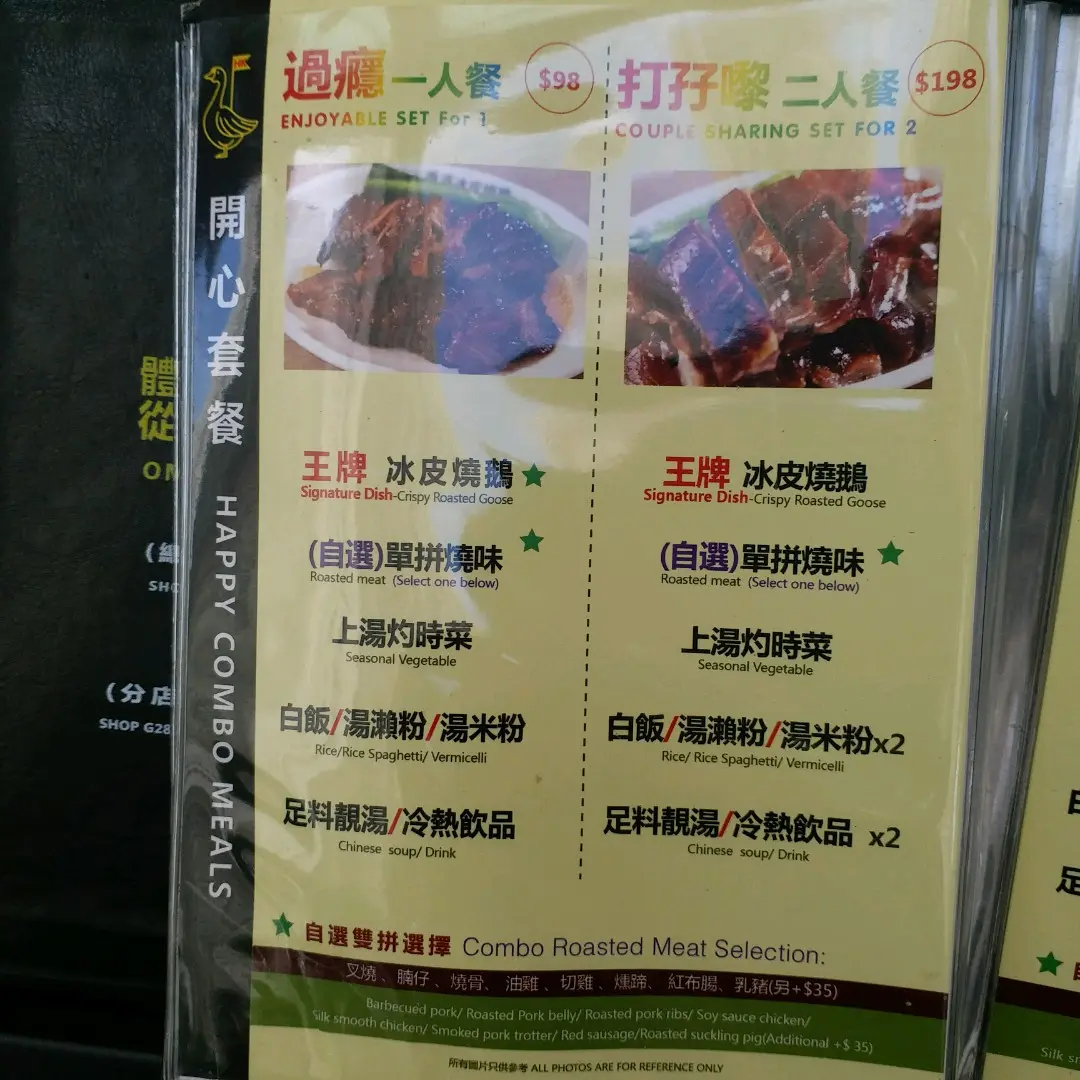 HK
開心套餐 HAPPY COMBO MEALS
過癮一人餐 $98
ENJOYABLE SET For 1
王牌 冰皮燒鵝
Signature Dish-Crispy Roasted Goose
(自選)單拼燒味
Roasted meat (Select one below)
上湯灼時菜
Seasonal Vegetable
白飯/湯瀨粉/湯米粉
Rice/Rice Spaghetti/ Vermicelli
足料靚湯/冷熱飲品
Chinese soup/ Drink
打孖嚟 二人餐 $198
COUPLE SHARING SET FOR 2
王牌 冰皮燒鵝
Signature Dish-Crispy Roasted Goose
(自選)單拼燒味
Roasted meat (Select one below)
上湯灼時菜
Seasonal Vegetable
白飯/湯瀨粉/湯米粉x2
Rice/ Rice Spaghetti/ Vermicelli
足料靚湯/冷熱飲品 x2
Chinese soup/ Drink
自選雙拼選擇 Combo Roasted Meat Selection:
叉燒、腩仔、燒骨、油雞、切雞、燻蹄、紅布腸、乳豬(另+$35)
Barbecued pork/ Roasted Pork belly/ Roasted pork ribs/ Soy sauce chicken/
Silk smooth chicken/ Smoked pork trotter/ Red sausage/Roasted suckling pig(Additional +$ 35)
所有圖片只供參考 ALL PHOTOS ARE FOR REFERENCE ONLY
體
從
(分店
SHOP G28